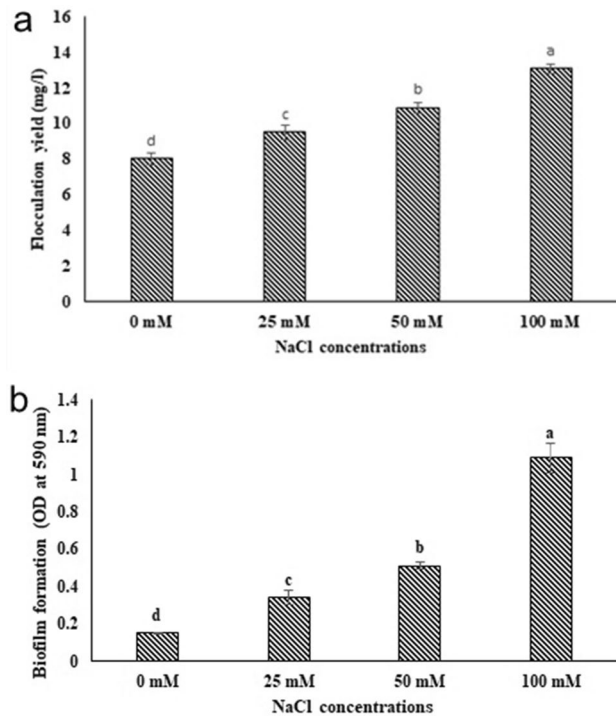 a
Flocculation yield (mg/l)
16
14
12
10
8
6
4
2
0
d
c
b
a
0 mM 25 mM 50 mM 100 mM
NaCl concentrations
b
Biofilm formation (OD at 590 nm)
1.4
1.2
1
0.8
0.6
0.4
0.2
0
d
c
b
a
0 mM 25 mM 50 mM 100 mM
NaCl concentrations